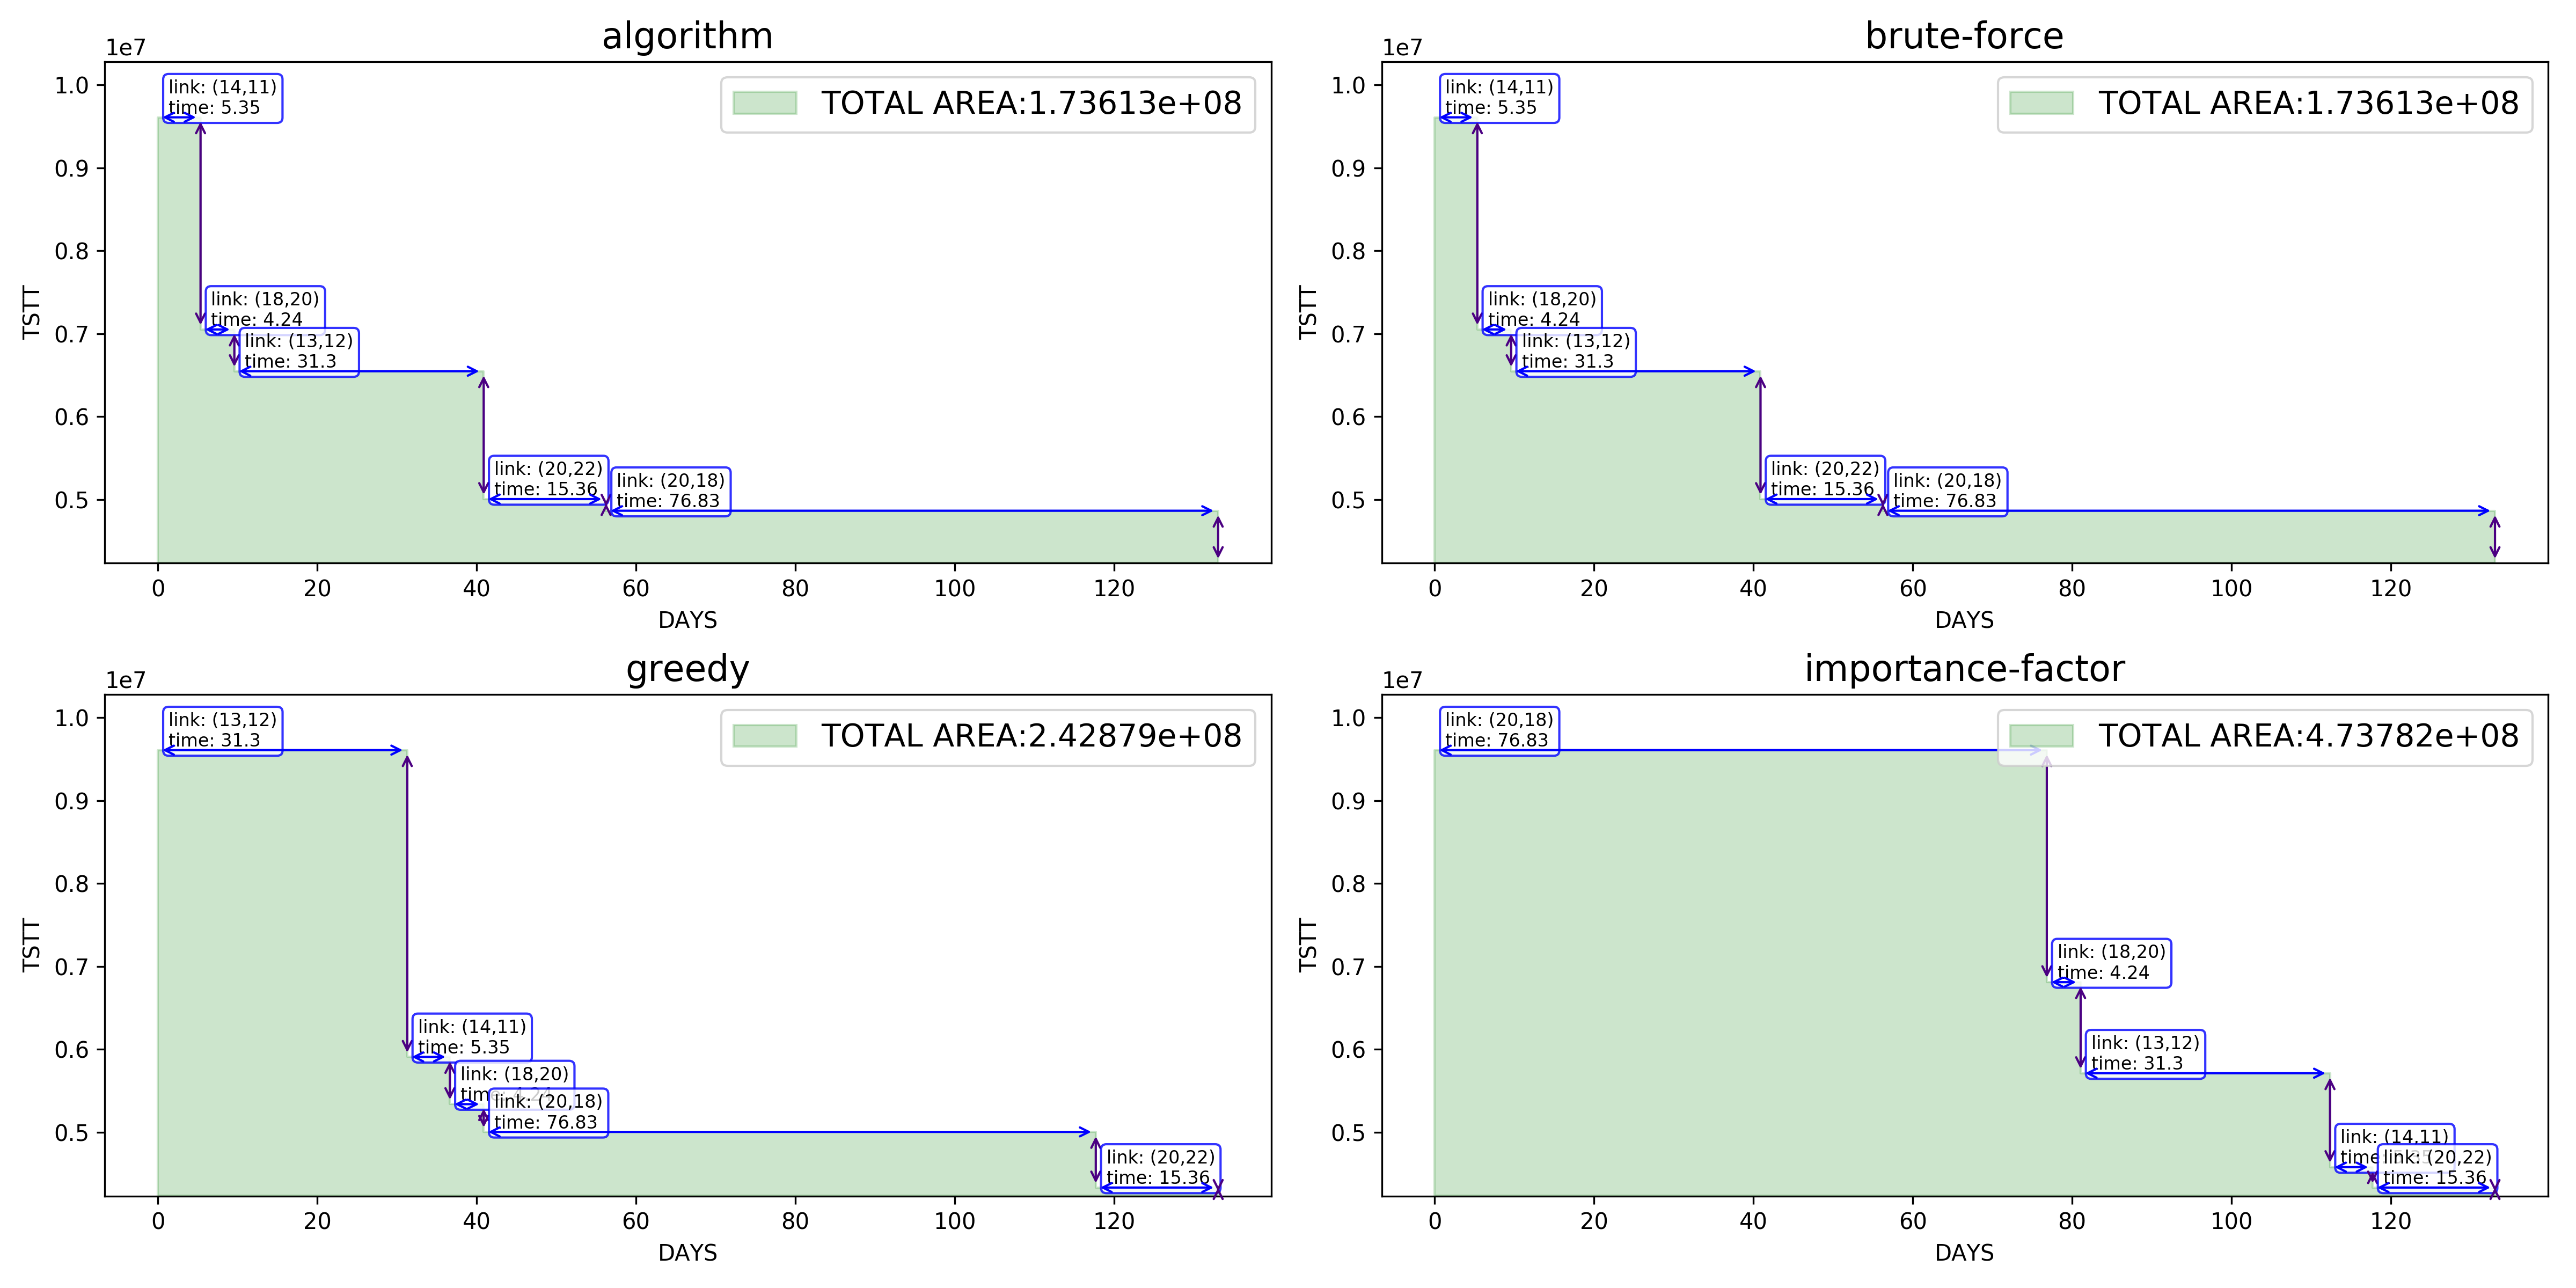 algorithm
1e7
TOTAL AREA:1.73613e+08
link: (14,11)
time: 5.35
link: (18,20)
time: 4.24
link: (13,12)
time: 31.3
link: (20,22)
time: 15.36
link: (20,18)
time: 76.83
1.0
0.9
0.8
0.7
0.6
0.5
TSTT
0 20 40 60 80 100 120
DAYS
brute-force
1e7
TOTAL AREA:1.73613e+08
link: (14,11)
time: 5.35
link: (18,20)
time: 4.24
link: (13,12)
time: 31.3
link: (20,22)
time: 15.36
link: (20,18)
time: 76.83
1.0
0.9
0.8
0.7
0.6
0.5
TSTT
0 20 40 60 80 100 120
DAYS
greedy
1e7
TOTAL AREA:2.42879e+08
link: (13,12)
time: 31.3
link: (14,11)
time: 5.35
link: (18,20)
time: 4.24
link: (20,18)
time: 76.83
link: (20,22)
time: 15.36
1.0
0.9
0.8
0.7
0.6
0.5
TSTT
0 20 40 60 80 100 120
DAYS
importance-factor
1e7
TOTAL AREA:4.73782e+08
link: (20,18)
time: 76.83
link: (18,20)
time: 4.24
link: (13,12)
time: 31.3
link: (14,11)
time: 5.35
link: (20,22)
time: 15.36
1.0
0.9
0.8
0.7
0.6
0.5
TSTT
0 20 40 60 80 100 120
DAYS